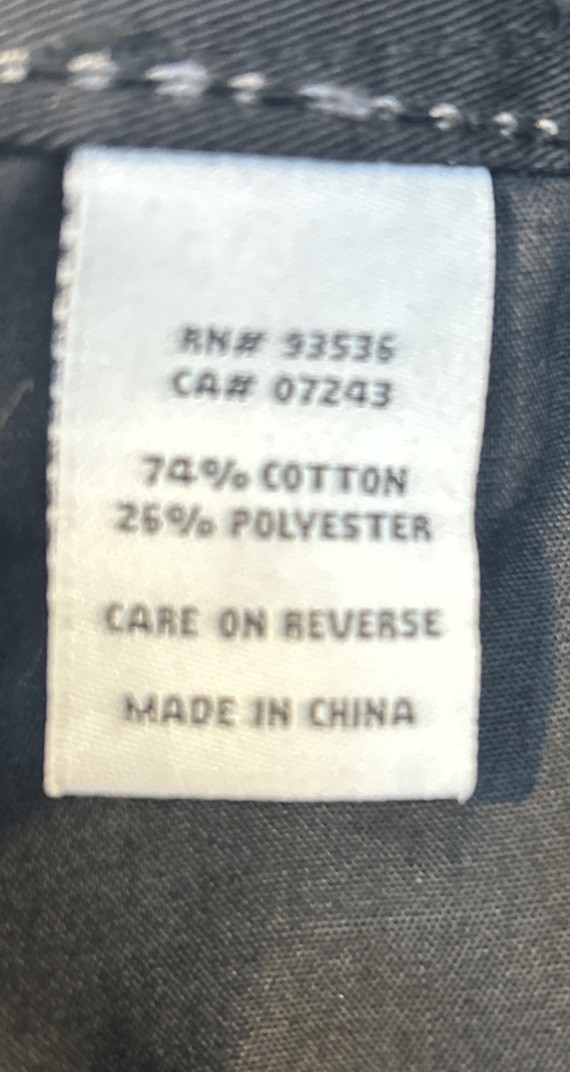 RN# 93536
CA# 07243
74% COTTON
26% POLYESTER
CARE ON REVERSE
MADE IN CHINA